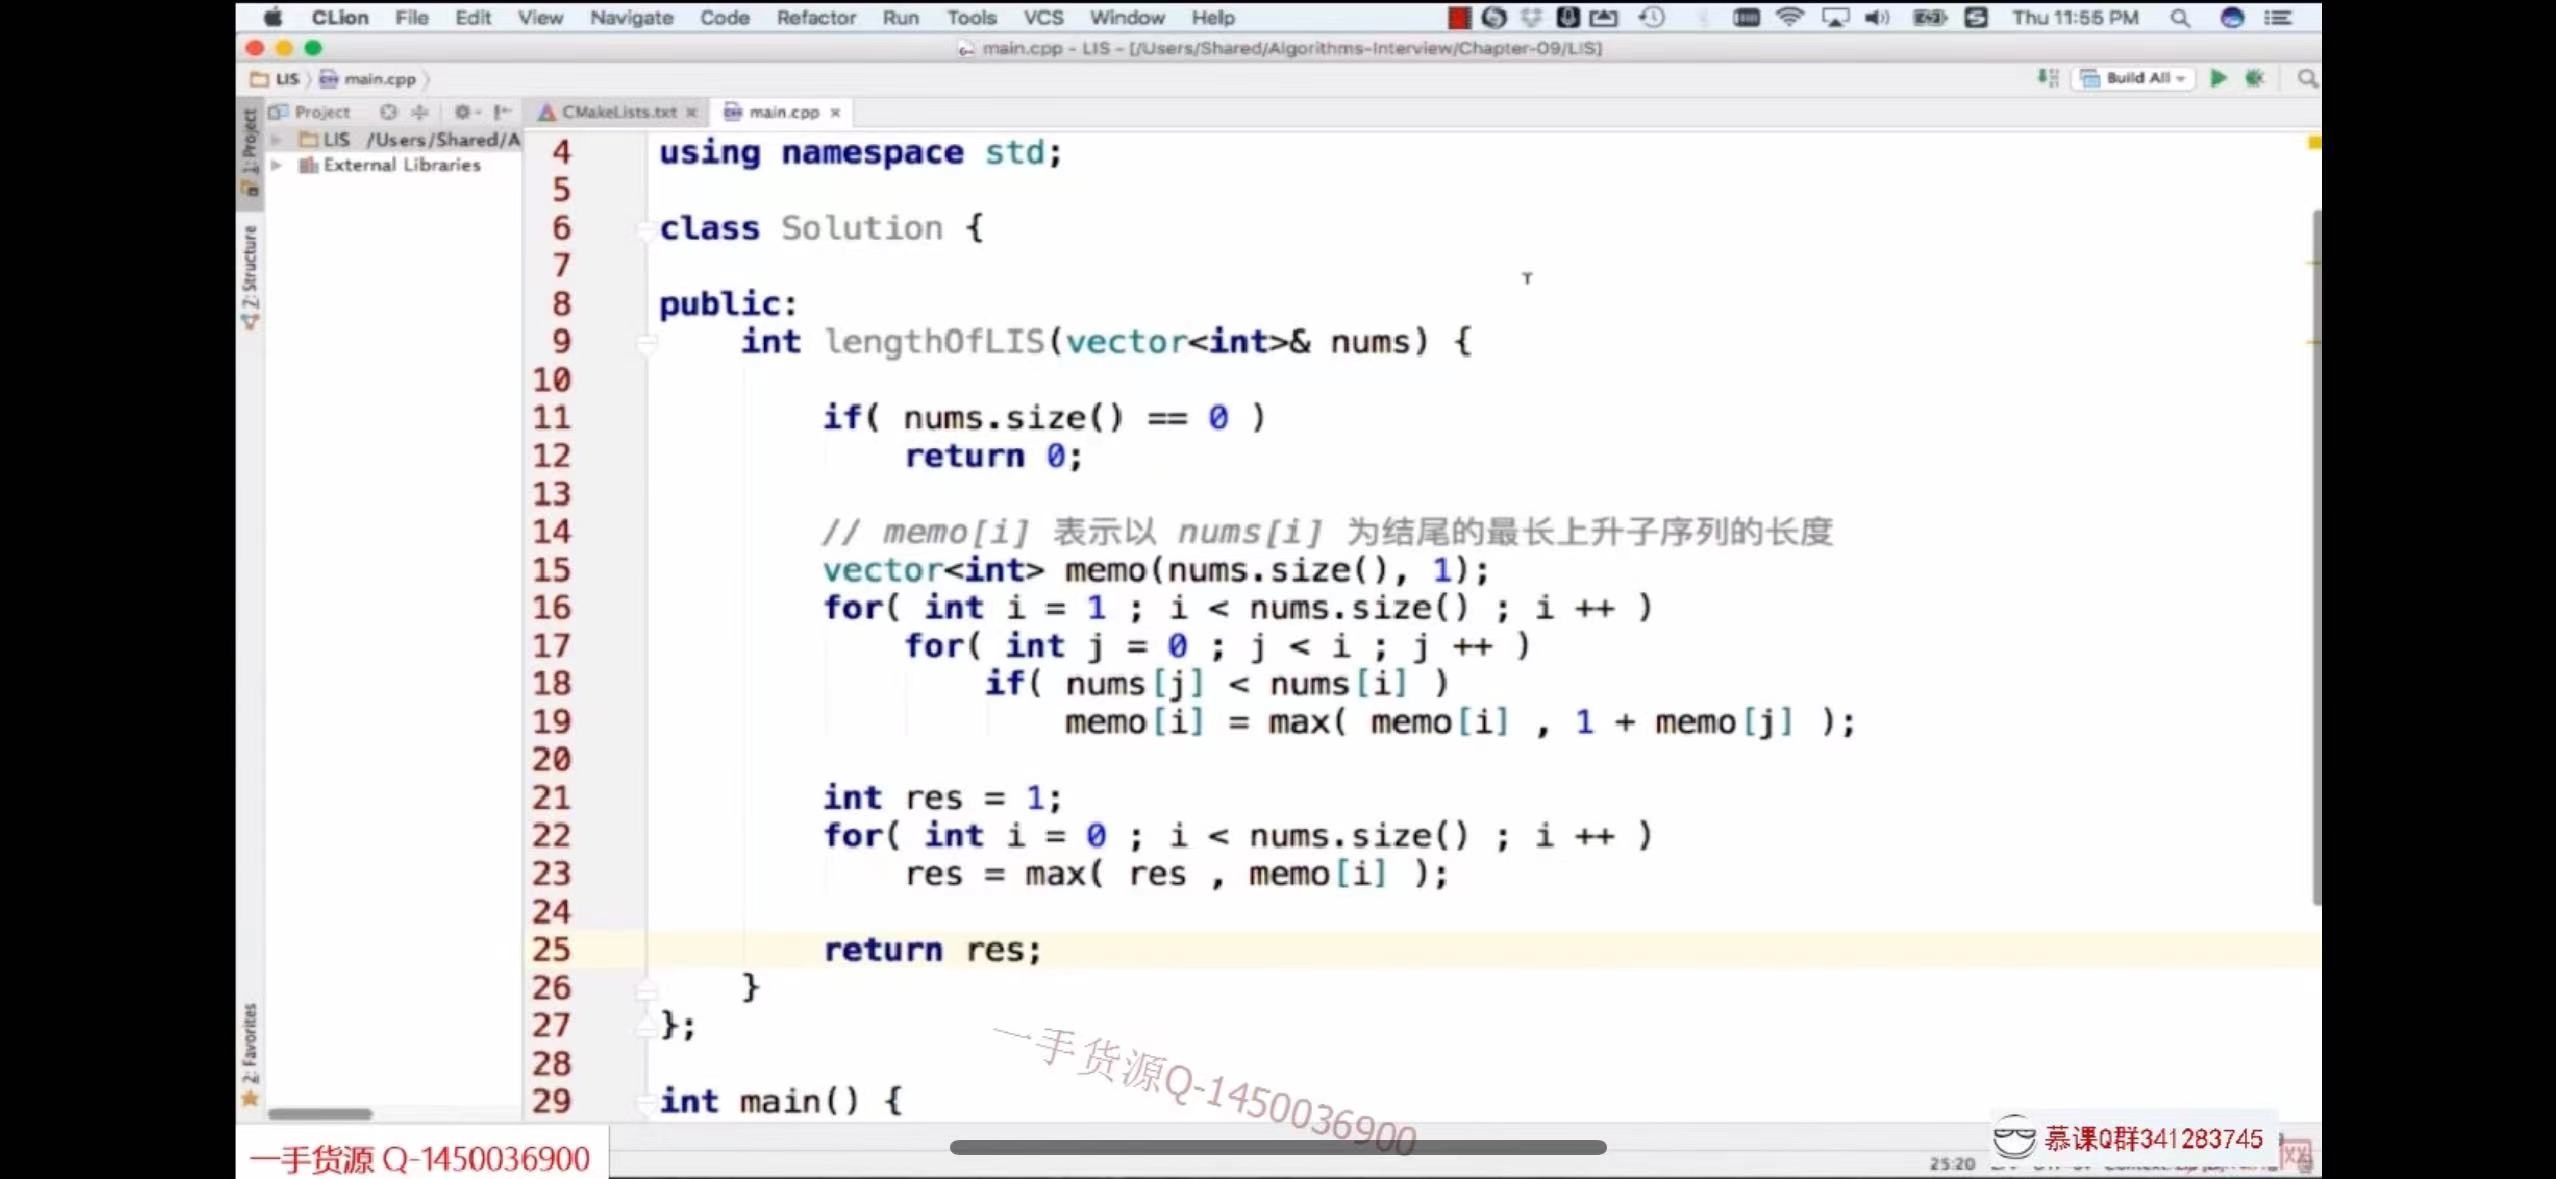 CLion File Edit View Navigate Code Refactor Run Tools VCS Window Help Thu 11:55 PM
main.cpp - LIS - [/Users/Shared/Algorithms-Interview/Chapter-09/LIS]
LIS main.cpp Build All
Project CMakeLists.txt main.cpp
1: Project
LIS /Users/Shared/A
External Libraries
2: Structure
2: Favorites
4 using namespace std;
5
6 class Solution {
7
8 public:
9 int lengthOfLIS(vector<int>& nums) {
10
11 if( nums.size() == 0 )
12 return 0;
13
14 // memo[i] 表示以 nums[i] 为结尾的最长上升子序列的长度
15 vector<int> memo(nums.size(), 1);
16 for( int i = 1 ; i < nums.size() ; i ++ )
17 for( int j = 0 ; j < i ; j ++ )
18 if( nums[j] < nums[i] )
19 memo[i] = max( memo[i] , 1 + memo[j] );
20
21 int res = 1;
22 for( int i = 0 ; i < nums.size() ; i ++ )
23 res = max( res , memo[i] );
24
25 return res;
26 }
27 };
28
29 int main() {
一手货源Q-1450036900
一手货源 Q-1450036900
慕课Q群341283745
25:20